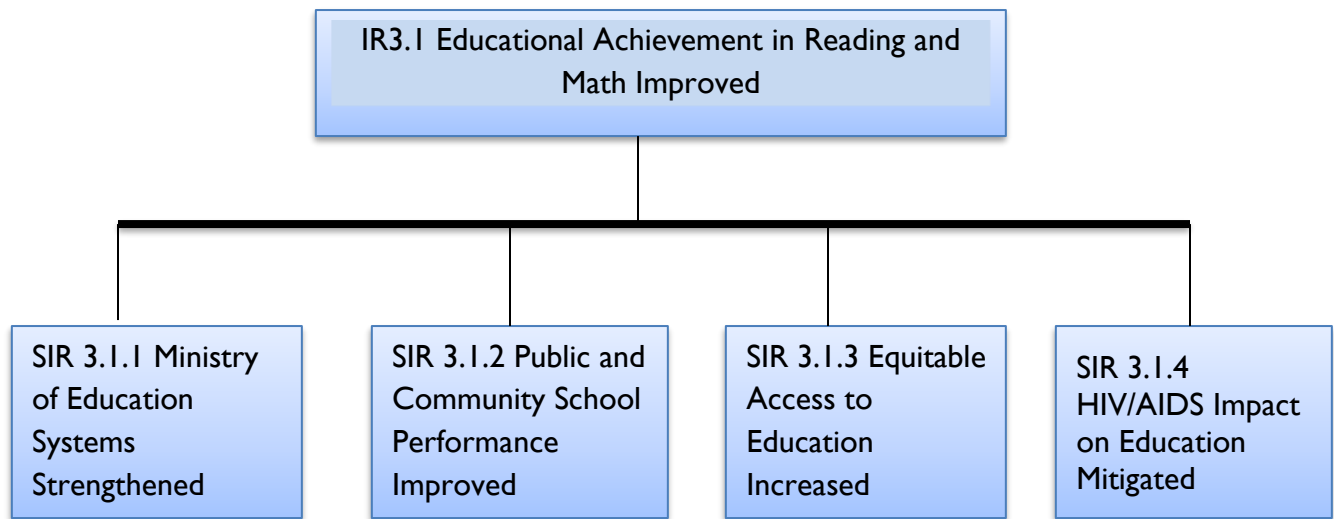 IR3.1 Educational Achievement in Reading and
Math Improved
SIR 3.1.1 Ministry
of Education
Systems
Strengthened
SIR 3.1.2 Public and
Community School
Performance
Improved
SIR 3.1.3 Equitable
Access to
Education
Increased
SIR 3.1.4
HIV/AIDS Impact
on Education
Mitigated